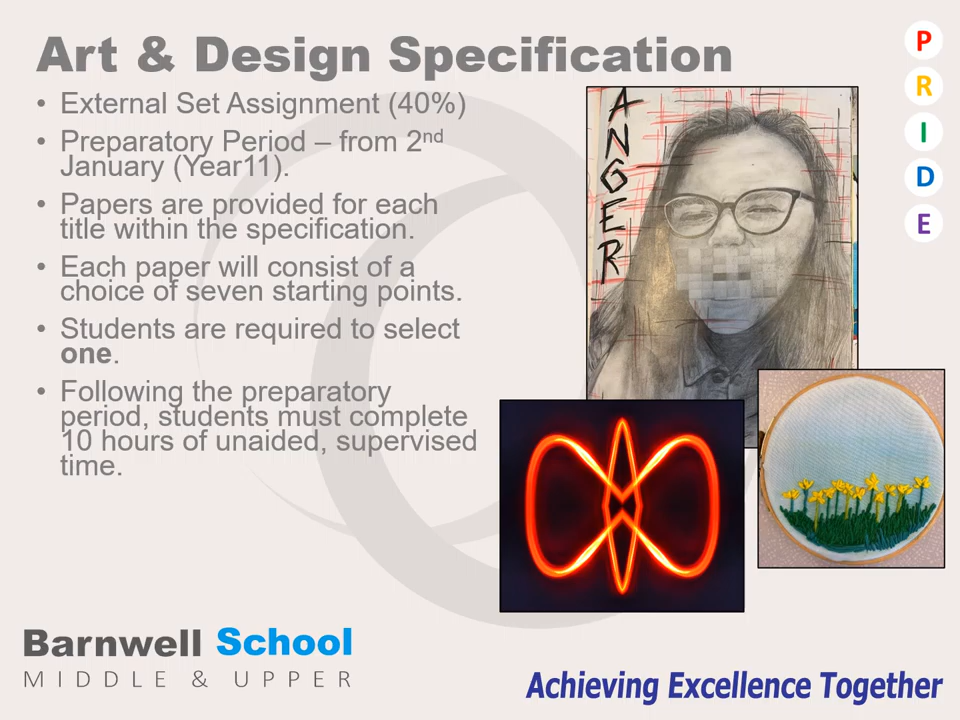 Art & Design Specification
• External Set Assignment (40%)
• Preparatory Period – from 2nd
January (Year11).
• Papers are provided for each
title within the specification.
• Each paper will consist of a
choice of seven starting points.
• Students are required to select
one.
• Following the preparatory
period, students must complete
10 hours of unaided, supervised
time.
P
R
I
D
E
ANGER
Barnwell School
MIDDLE & UPPER
Achieving Excellence Together